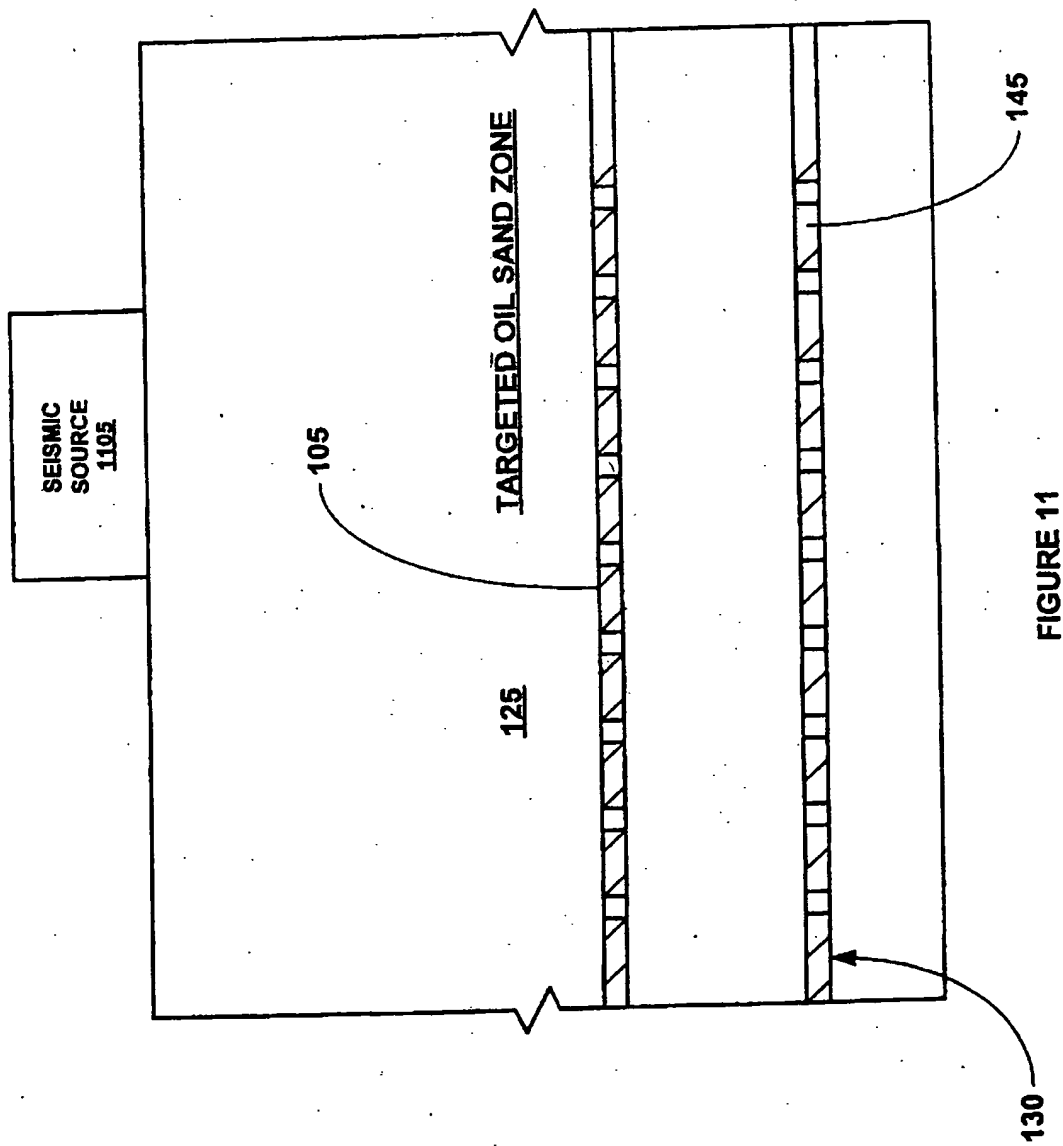 SEISMIC
SOURCE
1105
TARGETED OIL SAND ZONE
105
125
145
130
FIGURE 11